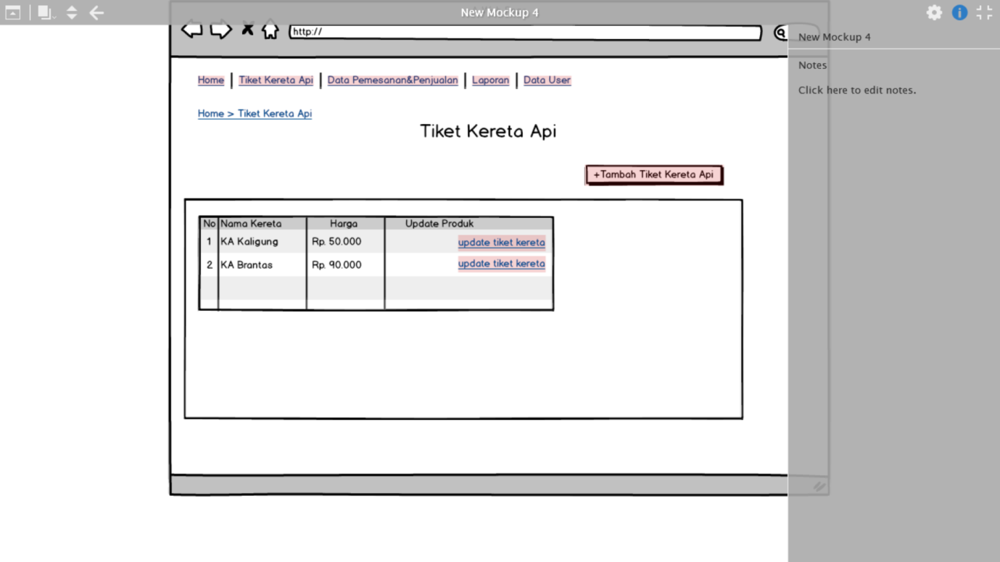 New Mockup 4
http://
New Mockup 4
Home | Tiket Kereta Api | Data Pemesanan&Penjualan | Laporan | Data User
Notes
Click here to edit notes.
Home > Tiket Kereta Api
Tiket Kereta Api
+Tambah Tiket Kereta Api
No Nama Kereta Harga Update Produk
1 KA Kaligung Rp. 50.000 update tiket kereta
2 KA Brantas Rp. 90.000 update tiket kereta